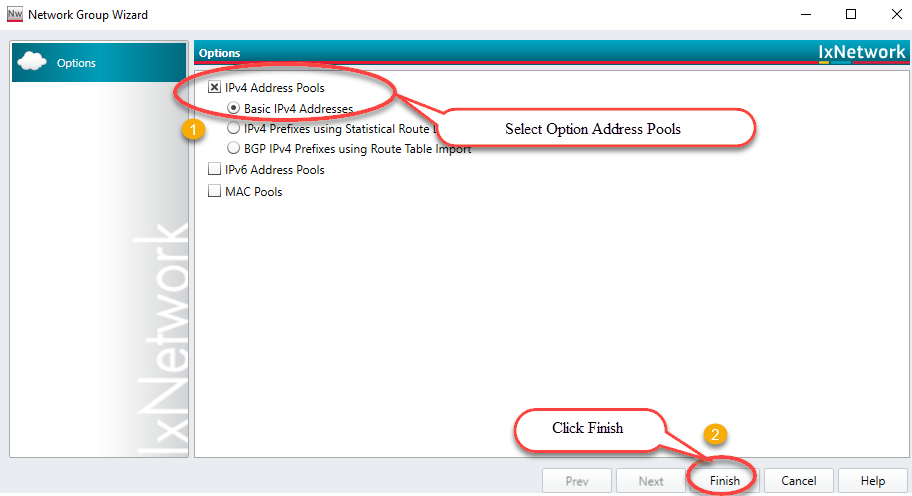 Nw Network Group Wizard
Options
Options
IxNetwork
IPv4 Address Pools
Basic IPv4 Addresses
1
IPv4 Prefixes using Statistical Route
Select Option Address Pools
BGP IPv4 Prefixes using Route Table Import
IPv6 Address Pools
MAC Pools
IxNetwork
Click Finish
2
Prev
Next
Finish
Cancel
Help